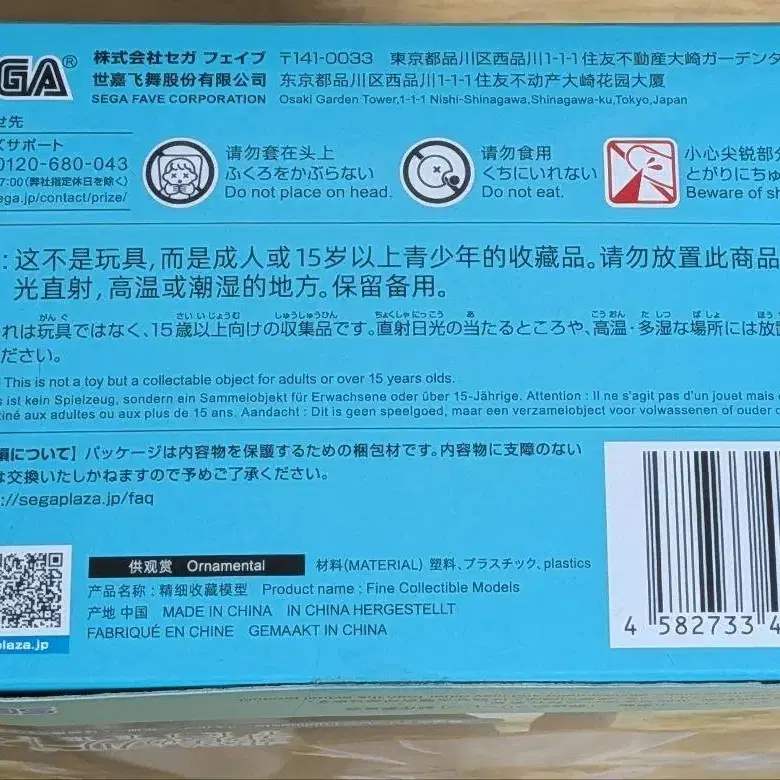 GA®
株式会社セガ フェイブ 〒141-0033 東京都品川区西品川1-1-1 住友不動産大崎ガーデンタ
世嘉飞舞股份有限公司 东京都品川区西品川1-1-1住友不动产大崎花园大厦
SEGA FAVE CORPORATION Osaki Garden Tower,1-1-1 Nishi-Shinagawa,Shinagawa-ku,Tokyo,Japan
せ先
ズサポート
0120-680-043
7:00(弊社指定休日を除く)
ega.jp/contact/prize/
请勿套在头上
ふくろをかぶらない
Do not place on head.
请勿食用
くちにいれない
Do not eat.
小心尖锐部分
とがりにちゅ
Beware of sh
:这不是玩具,而是成人或15岁以上青少年的收藏品。请勿放置此商品
光直射,高温或潮湿的地方。保留备用。
れは玩具ではなく、15歳以上向けの収集品です。直射日光の当たるところや、高温・多湿な場所には放置
ださい。
This is not a toy but a collectable object for adults or over 15 years olds.
s ist kein Spielzeug, sondern ein Sammelobjekt für Erwachsene oder über 15-Jährige. Attention : Il ne s'agit pas d'un jouet mais
tiné aux adultes ou aux plus de 15 ans. Aandacht : Dit is geen speelgoed, maar een verzamelobject voor volwassenen of ouder
損について】パッケージは内容物を保護するための梱包材です。内容物に支障のない
は交換いたしかねますので予めご了承ください。
://segaplaza.jp/faq
供观赏 Ornamental 材料(MATERIAL) 塑料、プラスチック、plastics
产品名称:精细收藏模型 Product name : Fine Collectible Models
产地 中国 MADE IN CHINA IN CHINA HERGESTELLT
FABRIQUÉ EN CHINE GEMAAKT IN CHINA
laza.jp
4 582733 4